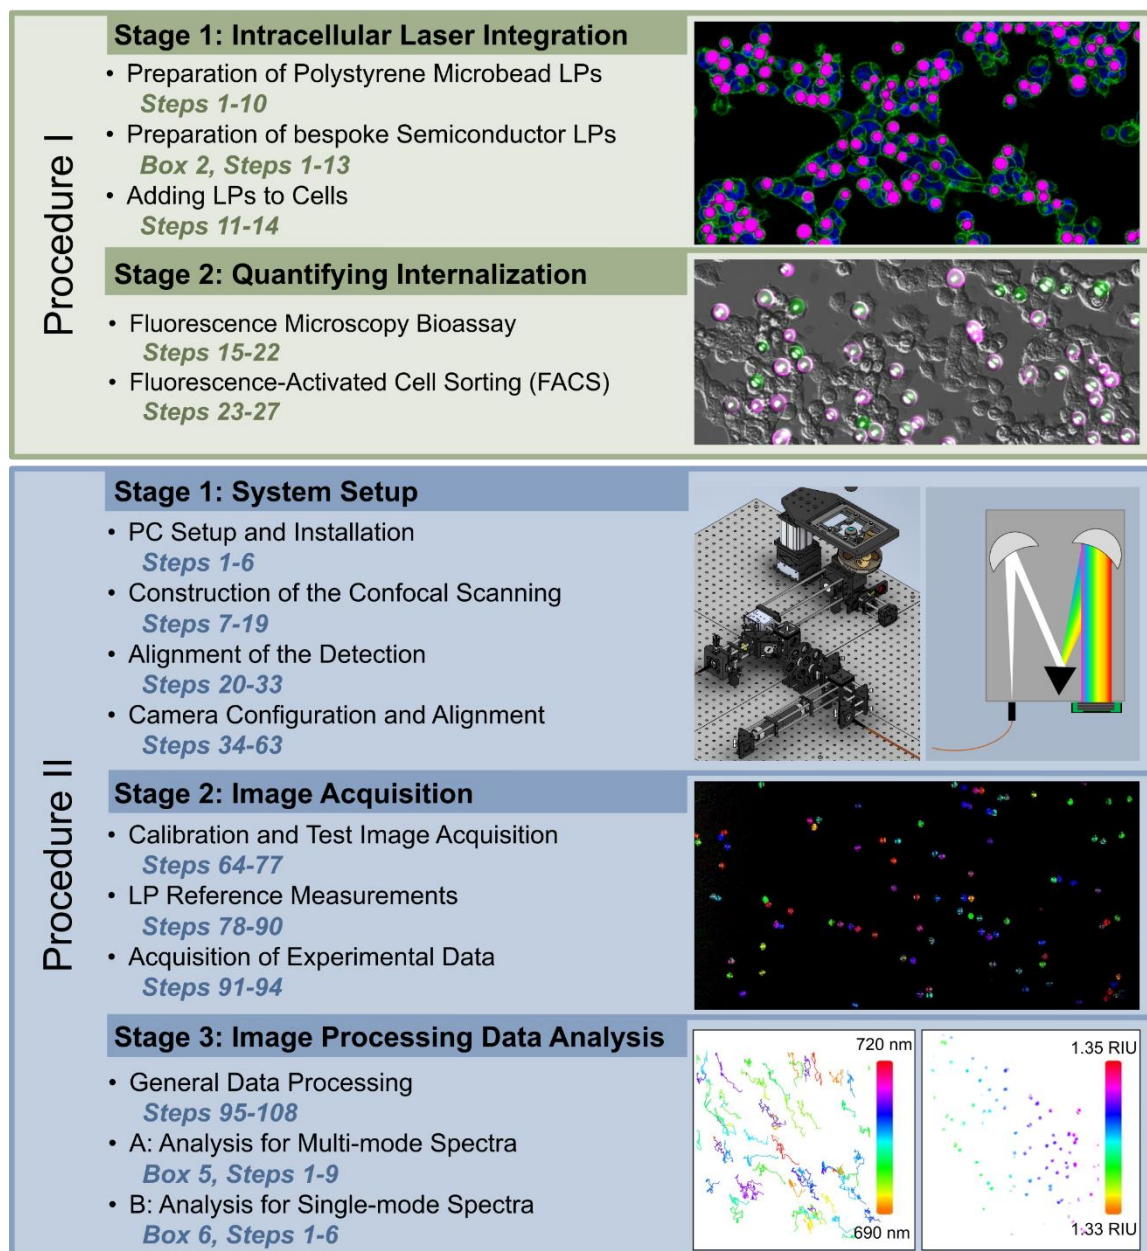 Procedure I
Stage 1: Intracellular Laser Integration
• Preparation of Polystyrene Microbead LPs
Steps 1-10
• Preparation of bespoke Semiconductor LPs
Box 2, Steps 1-13
• Adding LPs to Cells
Steps 11-14
Stage 2: Quantifying Internalization
• Fluorescence Microscopy Bioassay
Steps 15-22
• Fluorescence-Activated Cell Sorting (FACS)
Steps 23-27
Procedure II
Stage 1: System Setup
• PC Setup and Installation
Steps 1-6
• Construction of the Confocal Scanning
Steps 7-19
• Alignment of the Detection
Steps 20-33
• Camera Configuration and Alignment
Steps 34-63
Stage 2: Image Acquisition
• Calibration and Test Image Acquisition
Steps 64-77
• LP Reference Measurements
Steps 78-90
• Acquisition of Experimental Data
Steps 91-94
Stage 3: Image Processing Data Analysis
• General Data Processing
Steps 95-108
• A: Analysis for Multi-mode Spectra
Box 5, Steps 1-9
• B: Analysis for Single-mode Spectra
Box 6, Steps 1-6
720 nm
690 nm
1.35 RIU
1.33 RIU